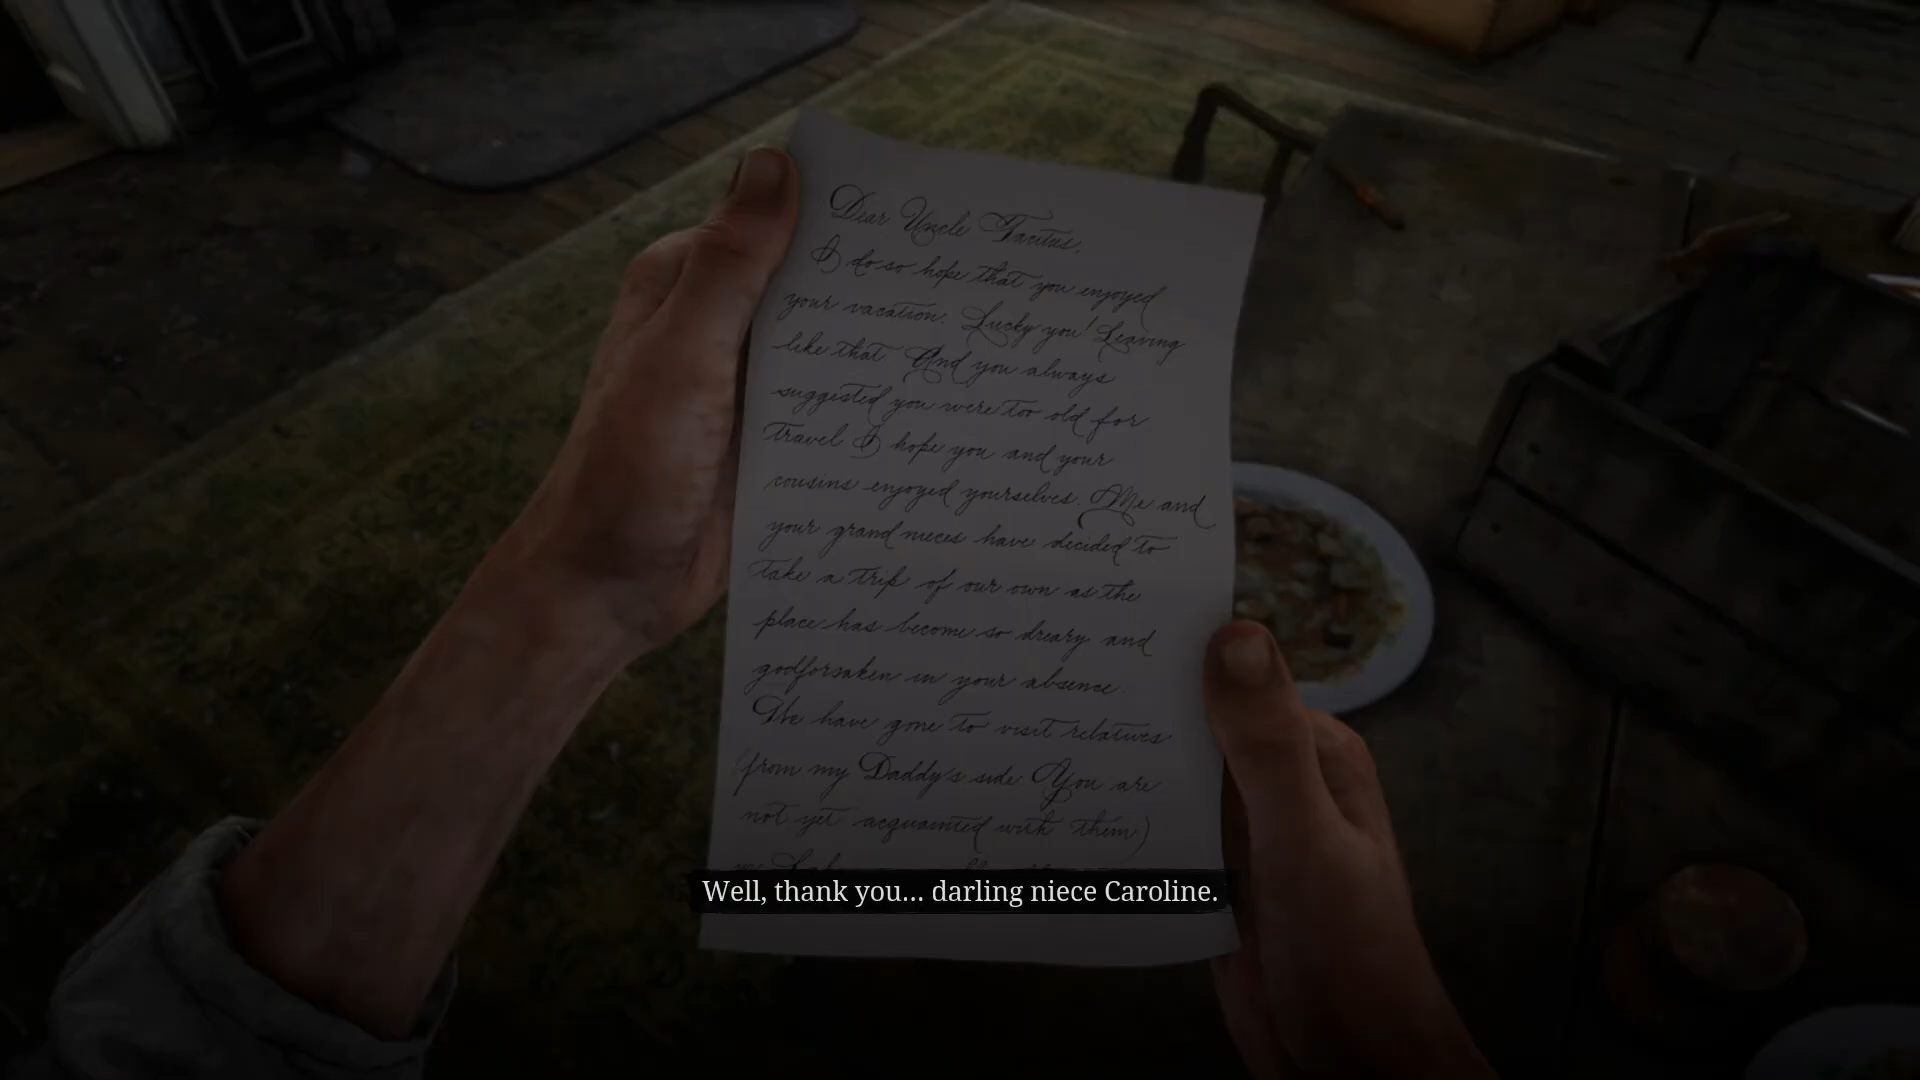 Dear Uncle Tacitus,
I do so hope that you enjoyed
your vacation. Lucky you! Leaving
like that. And you always
suggested you were too old for
travel I hope you and your
cousins enjoyed yourselves. Me and
your grand nieces have decided to
take a trip of our own as the
place has become so dreary and
godforsaken in your absence.
We have gone to visit relatives
(from my Daddy's side You are
not yet acquainted with them)
Well, thank you... darling niece Caroline.